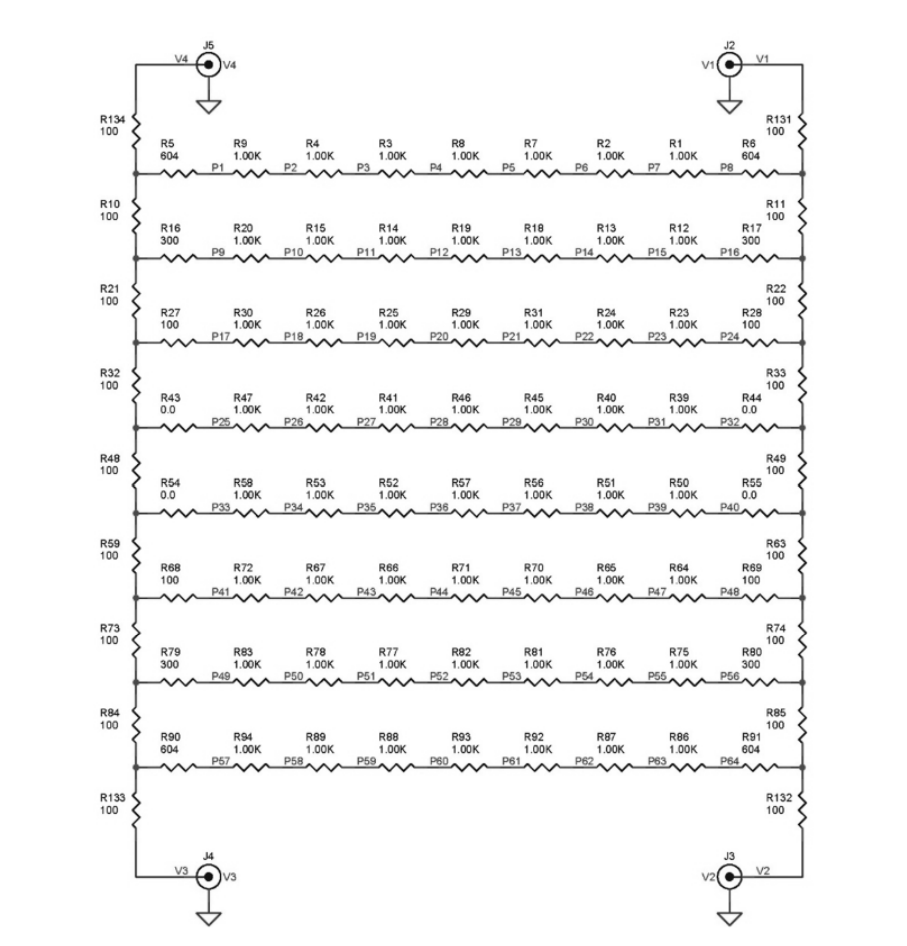 J5 J2
V4 V4 V1 V1
R134 R131
100 100
R5 R9 R4 R3 R8 R7 R2 R1 R6
604 1.00K 1.00K 1.00K 1.00K 1.00K 1.00K 1.00K 604
P1 P2 P3 P4 P5 P6 P7 P8
R10 R11
100 100
R16 R20 R15 R14 R19 R18 R13 R12 R17
300 1.00K 1.00K 1.00K 1.00K 1.00K 1.00K 1.00K 300
P9 P10 P11 P12 P13 P14 P15 P16
R21 R22
100 100
R27 R30 R26 R25 R29 R31 R24 R23 R28
100 1.00K 1.00K 1.00K 1.00K 1.00K 1.00K 1.00K 100
P17 P18 P19 P20 P21 P22 P23 P24
R32 R33
100 100
R43 R47 R42 R41 R46 R45 R40 R39 R44
0.0 1.00K 1.00K 1.00K 1.00K 1.00K 1.00K 1.00K 0.0
P25 P26 P27 P28 P29 P30 P31 P32
R48 R49
100 100
R54 R58 R53 R52 R57 R56 R51 R50 R55
0.0 1.00K 1.00K 1.00K 1.00K 1.00K 1.00K 1.00K 0.0
P33 P34 P35 P36 P37 P38 P39 P40
R59 R63
100 100
R68 R72 R67 R66 R71 R70 R65 R64 R69
100 1.00K 1.00K 1.00K 1.00K 1.00K 1.00K 1.00K 100
P41 P42 P43 P44 P45 P46 P47 P48
R73 R74
100 100
R79 R83 R78 R77 R82 R81 R76 R75 R80
300 1.00K 1.00K 1.00K 1.00K 1.00K 1.00K 1.00K 300
P49 P50 P51 P52 P53 P54 P55 P56
R84 R85
100 100
R90 R94 R89 R88 R93 R92 R87 R86 R91
604 1.00K 1.00K 1.00K 1.00K 1.00K 1.00K 1.00K 604
P57 P58 P59 P60 P61 P62 P63 P64
R133 R132
100 100
J4 J3
V3 V3 V2 V2